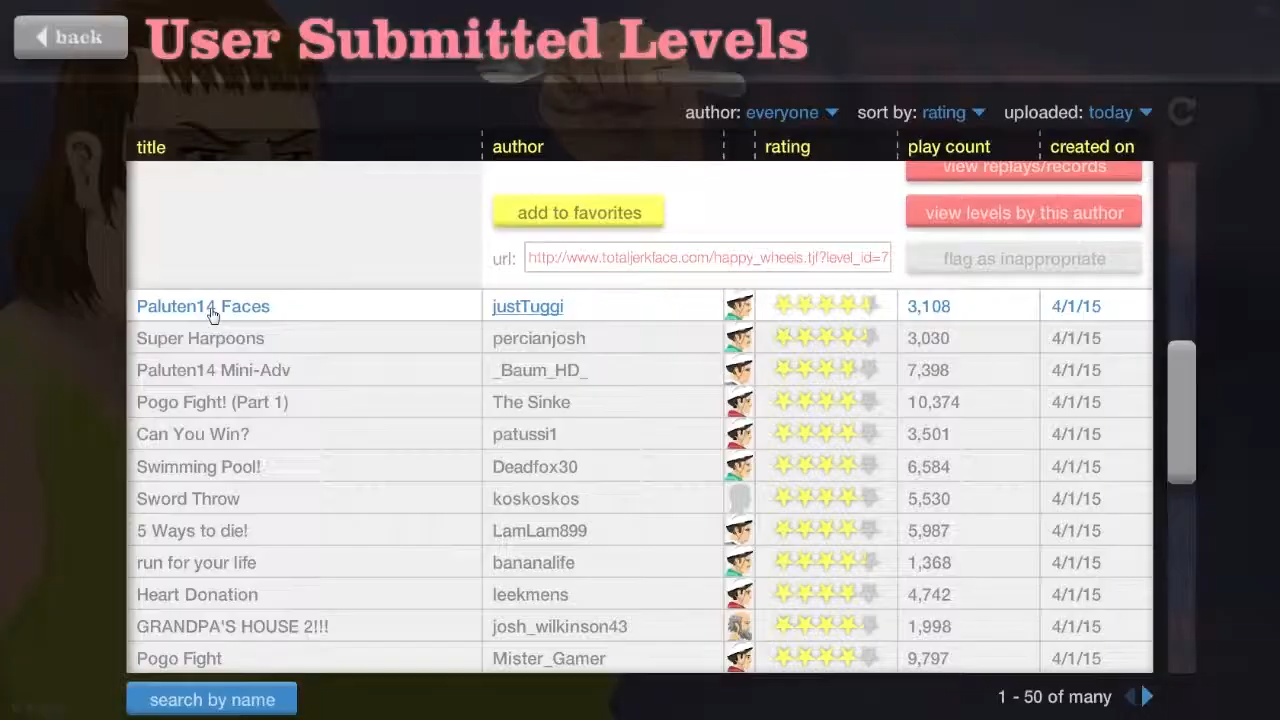 back
User Submitted Levels
author: everyone sort by: rating uploaded: today
title author rating play count created on
view replays/records
add to favorites view levels by this author
url: http://www.totaljerkface.com/happy_wheels.tjf?level_id=7 flag as inappropriate
Paluten14 Faces justTuggi 3,108 4/1/15
Super Harpoons percianjosh 3,030 4/1/15
Paluten14 Mini-Adv _Baum_HD_ 7,398 4/1/15
Pogo Fight! (Part 1) The Sinke 10,374 4/1/15
Can You Win? patussi1 3,501 4/1/15
Swimming Pool! Deadfox30 6,584 4/1/15
Sword Throw koskoskos 5,530 4/1/15
5 Ways to die! LamLam899 5,987 4/1/15
run for your life bananalife 1,368 4/1/15
Heart Donation leekmens 4,742 4/1/15
GRANDPA'S HOUSE 2!!! josh_wilkinson43 1,998 4/1/15
Pogo Fight Mister_Gamer 9,797 4/1/15
search by name 1 - 50 of many